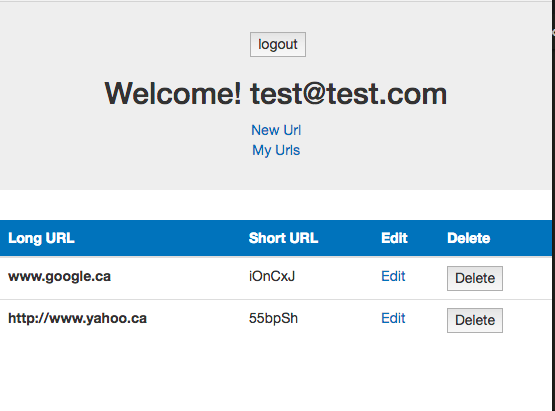 logout
Welcome! test@test.com
New Url
My Urls
Long URL Short URL Edit Delete
www.google.ca iOnCxJ Edit Delete
http://www.yahoo.ca 55bpSh Edit Delete